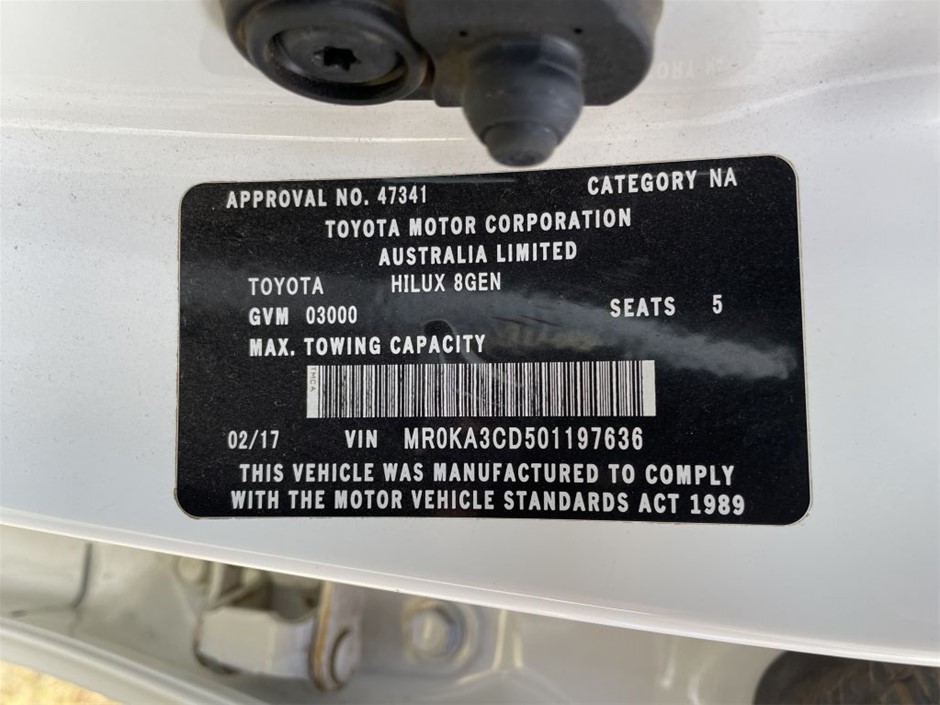 APPROVAL NO. 47341 CATEGORY NA
TOYOTA MOTOR CORPORATION
AUSTRALIA LIMITED
TOYOTA HILUX 8GEN
GVM 03000 SEATS 5
MAX. TOWING CAPACITY
TMCA
02/17 VIN MR0KA3CD501197636
THIS VEHICLE WAS MANUFACTURED TO COMPLY
WITH THE MOTOR VEHICLE STANDARDS ACT 1989